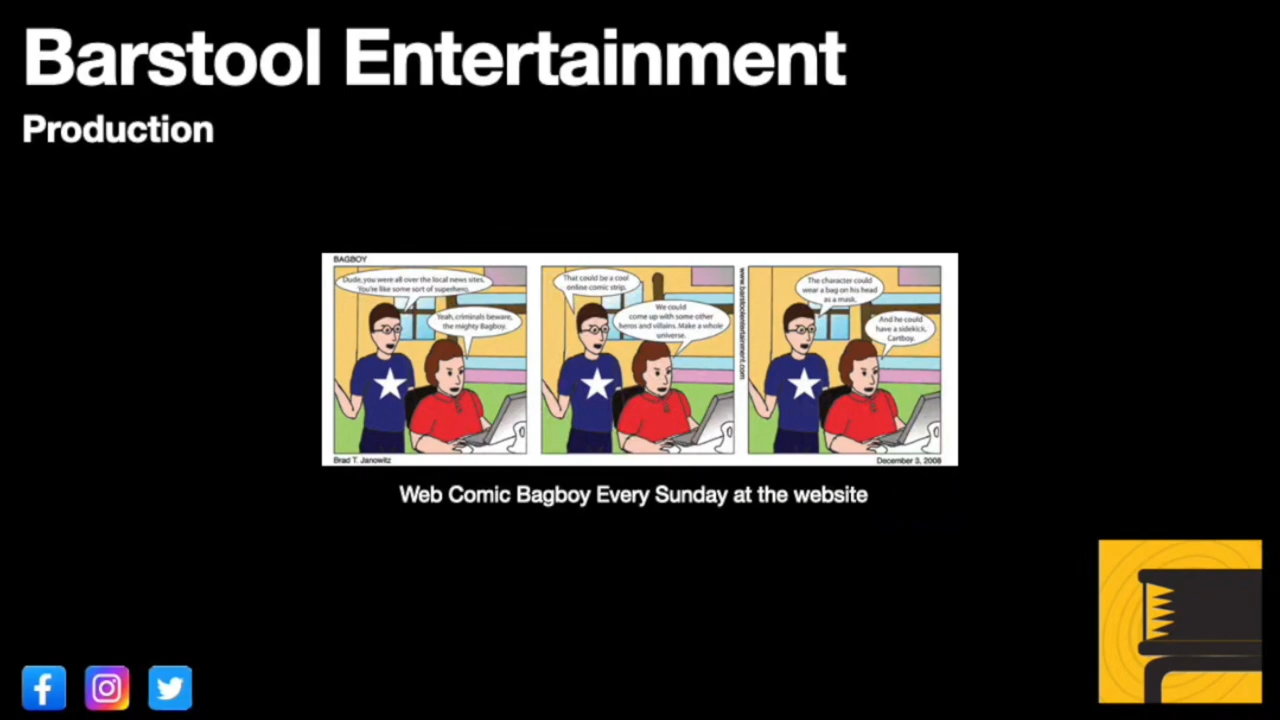 Barstool Entertainment
Production
BAGBOY
Dude, you were all over the local news sites.
You're like some sort of superhero.
Yeah, criminals beware,
the mighty Bagboy.
That could be a cool
online comic strip.
We could
come up with some other
heros and villains. Make a whole
universe.
www.barstoolentertainment.com
The character could
wear a bag on his head
as a mask.
And he could
have a sidekick,
Cartboy.
Brad T. Janowitz
December 3, 2008
Web Comic Bagboy Every Sunday at the website